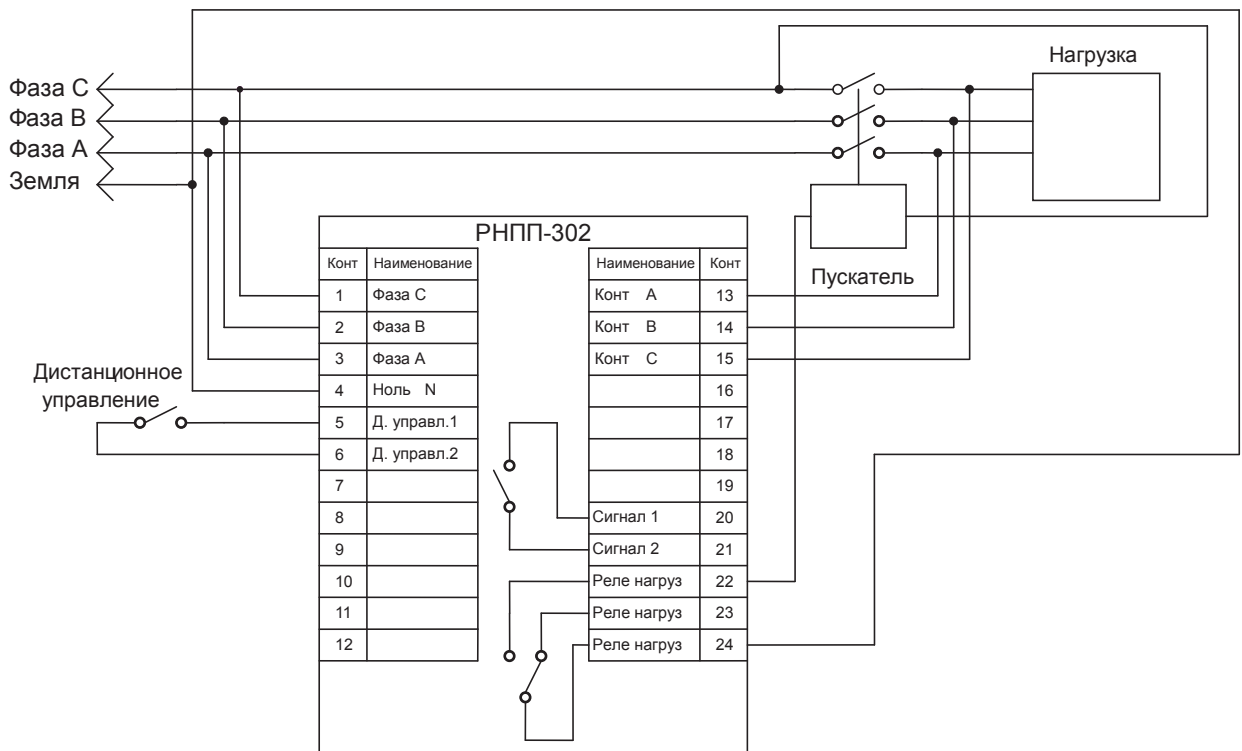 Нагрузка
Фаза C
Фаза B
Фаза A
Земля
РНПП-302
Пускатель
Конт Наименование
1 Фаза C
2 Фаза B
3 Фаза A
4 Ноль N
5 Д. управл.1
6 Д. управл.2
7
8
9
10
11
12
Наименование Конт
Конт A 13
Конт B 14
Конт C 15
16
17
18
19
Сигнал 1 20
Сигнал 2 21
Реле нагруз 22
Реле нагруз 23
Реле нагруз 24
Дистанционное
управление